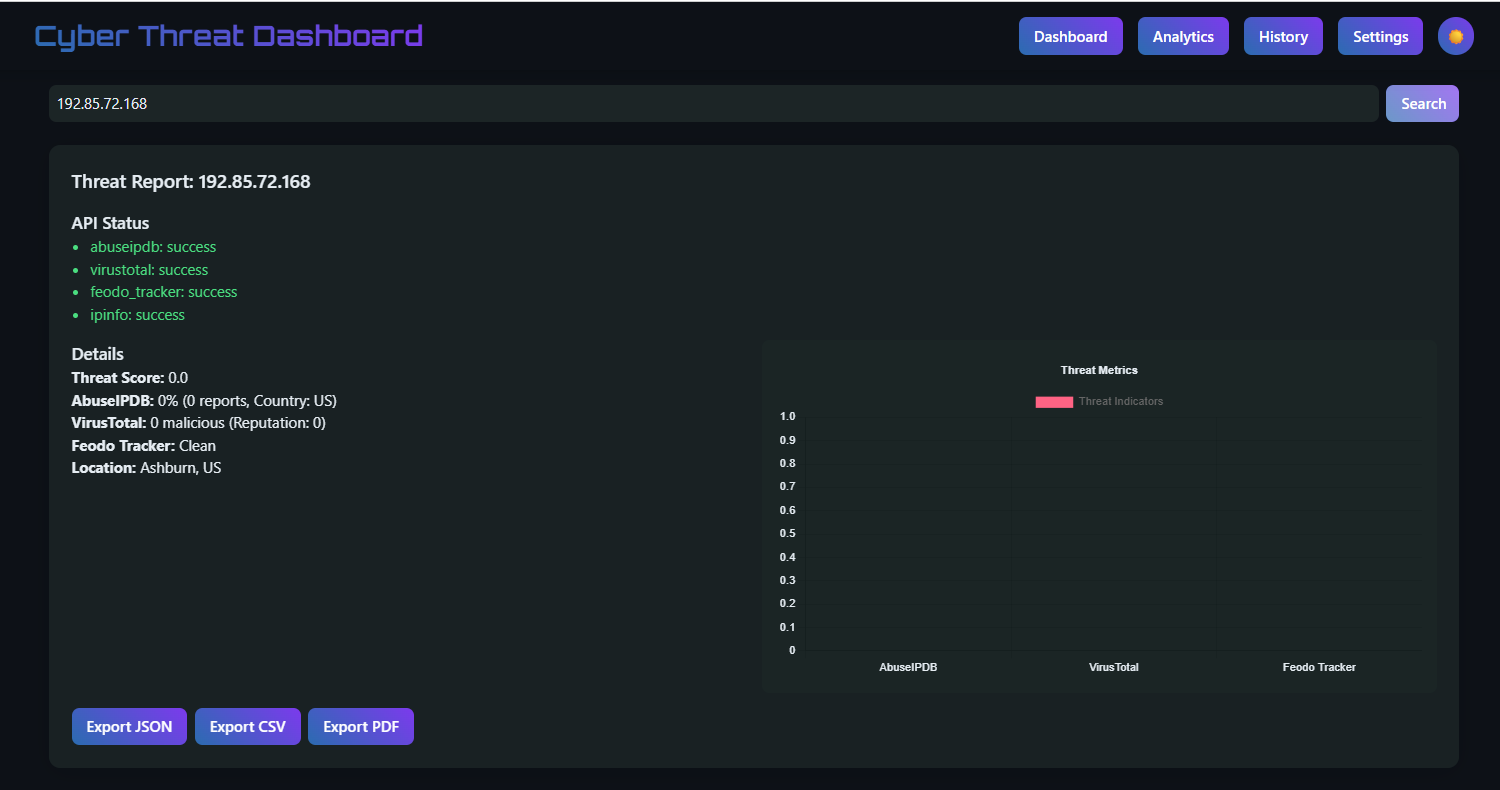 Cyber Threat Dashboard
Dashboard
Analytics
History
Settings
192.85.72.168
Search
Threat Report: 192.85.72.168
API Status
• abuseipdb: success
• virustotal: success
• feodo_tracker: success
• ipinfo: success
Details
Threat Score: 0.0
AbuseIPDB: 0% (0 reports, Country: US)
VirusTotal: 0 malicious (Reputation: 0)
Feodo Tracker: Clean
Location: Ashburn, US
Threat Metrics
Threat Indicators
1.0
0.9
0.8
0.7
0.6
0.5
0.4
0.3
0.2
0.1
0
AbuseIPDB
VirusTotal
Feodo Tracker
Export JSON
Export CSV
Export PDF